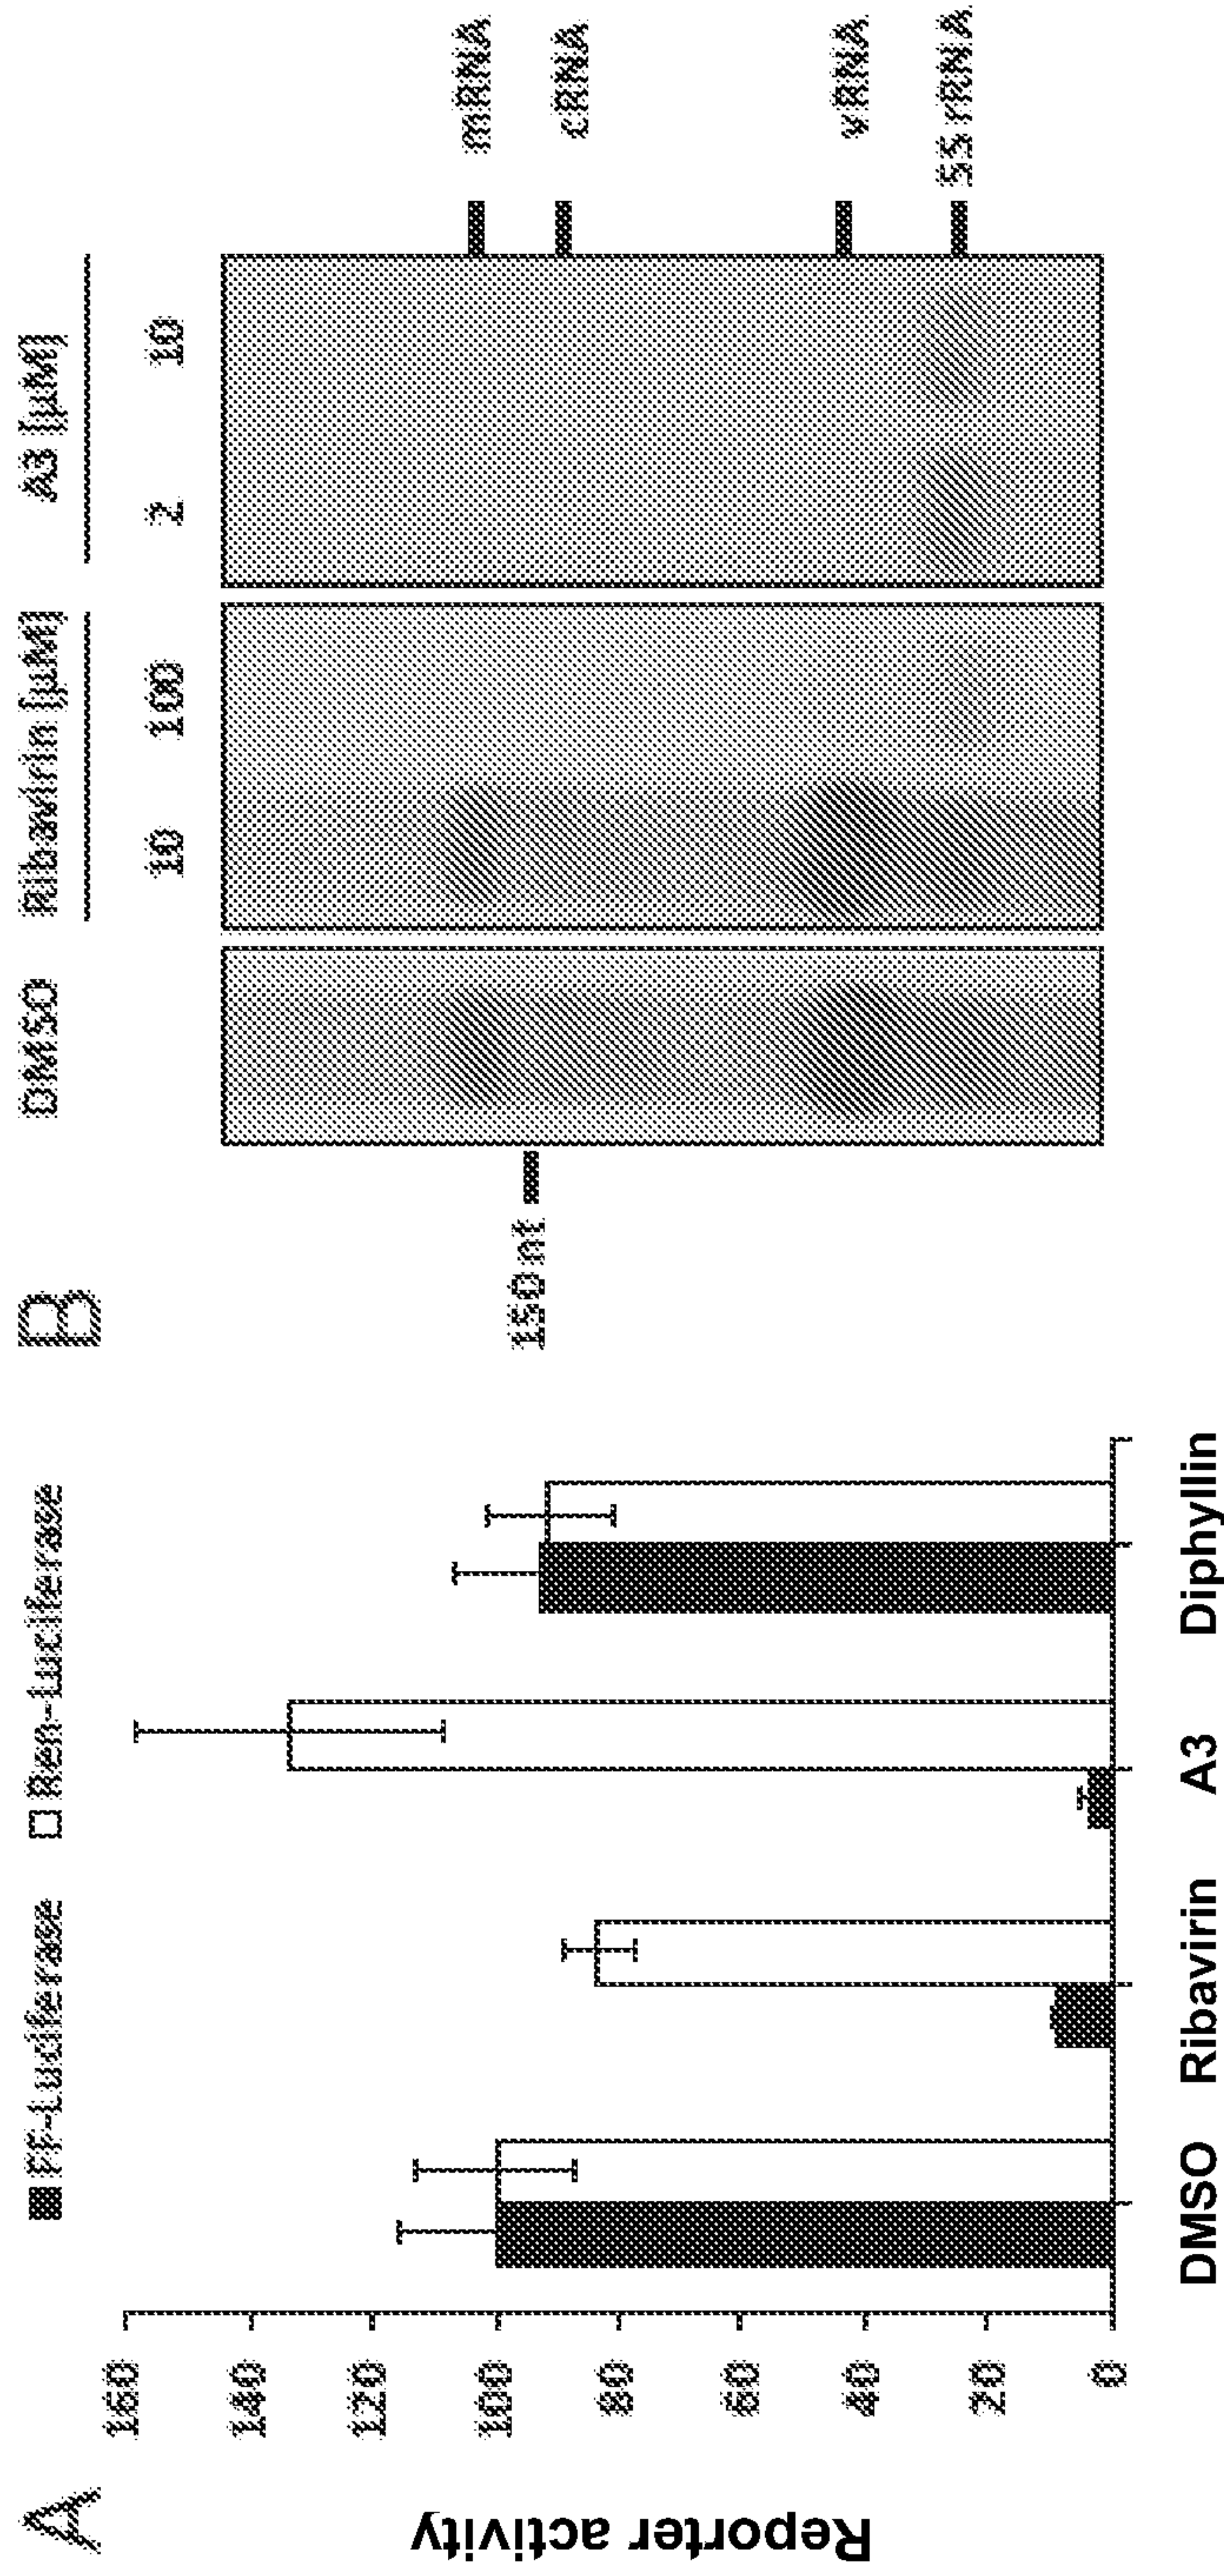 A
FF-Luciferase Ren-Luciferase
Reporter activity
160
140
120
100
80
60
40
20
0
DMSO Ribavirin A3 Diphyllin
B
DMSO Ribavirin [µM] A3 [µM]
10 100 2 10
150 nt
mRNA
cRNA
vRNA
5S rRNA